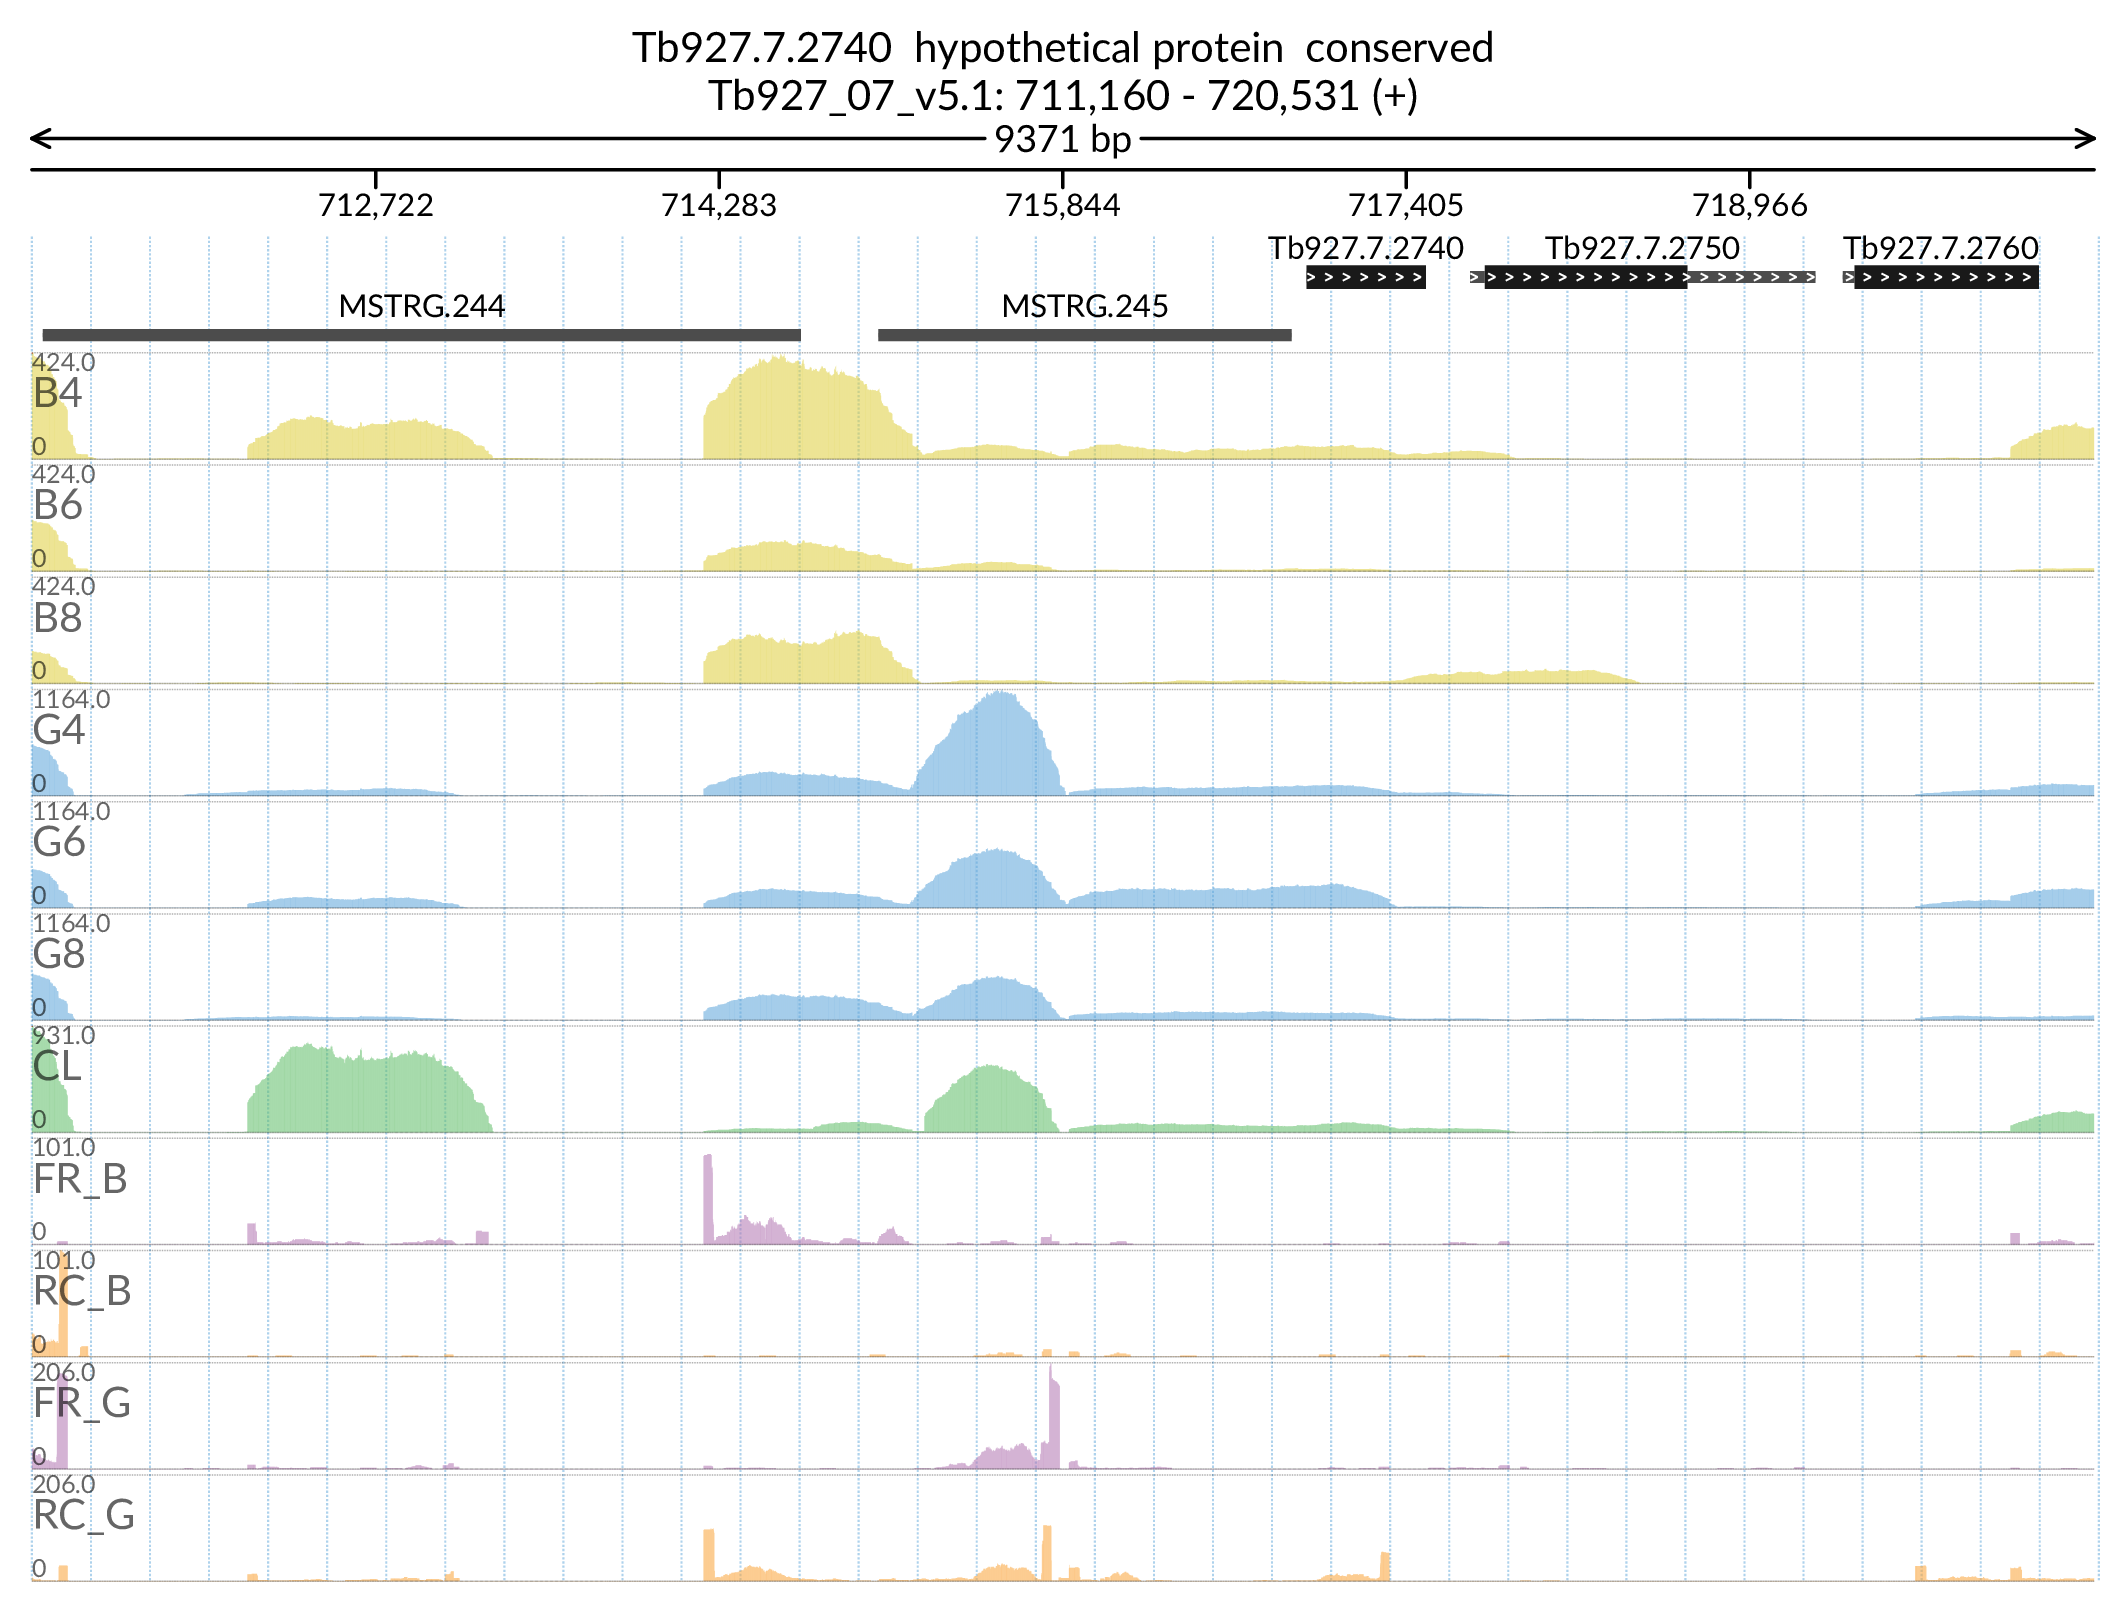 Tb927.7.2740 hypothetical protein conserved
Tb927_07_v5.1: 711,160 - 720,531 (+)
9371 bp
712,722 714,283 715,844 717,405 718,966
Tb927.7.2740 Tb927.7.2750 Tb927.7.2760
MSTRG.244 MSTRG.245
424.0
B4
0
424.0
B6
0
424.0
B8
0
1164.0
G4
0
1164.0
G6
0
1164.0
G8
0
931.0
CL
0
101.0
FR_B
0
101.0
RC_B
0
206.0
FR_G
0
206.0
RC_G
0